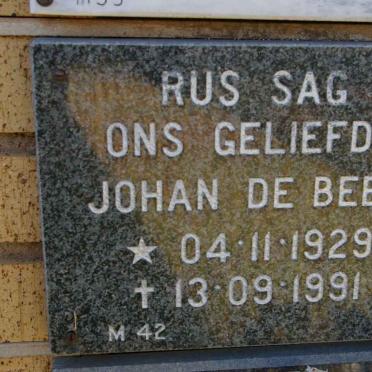 RUS SAG
ONS GELIEFD
JOHAN DE BEE
★ 04·11·1929
✝ 13·09·1991
M 42